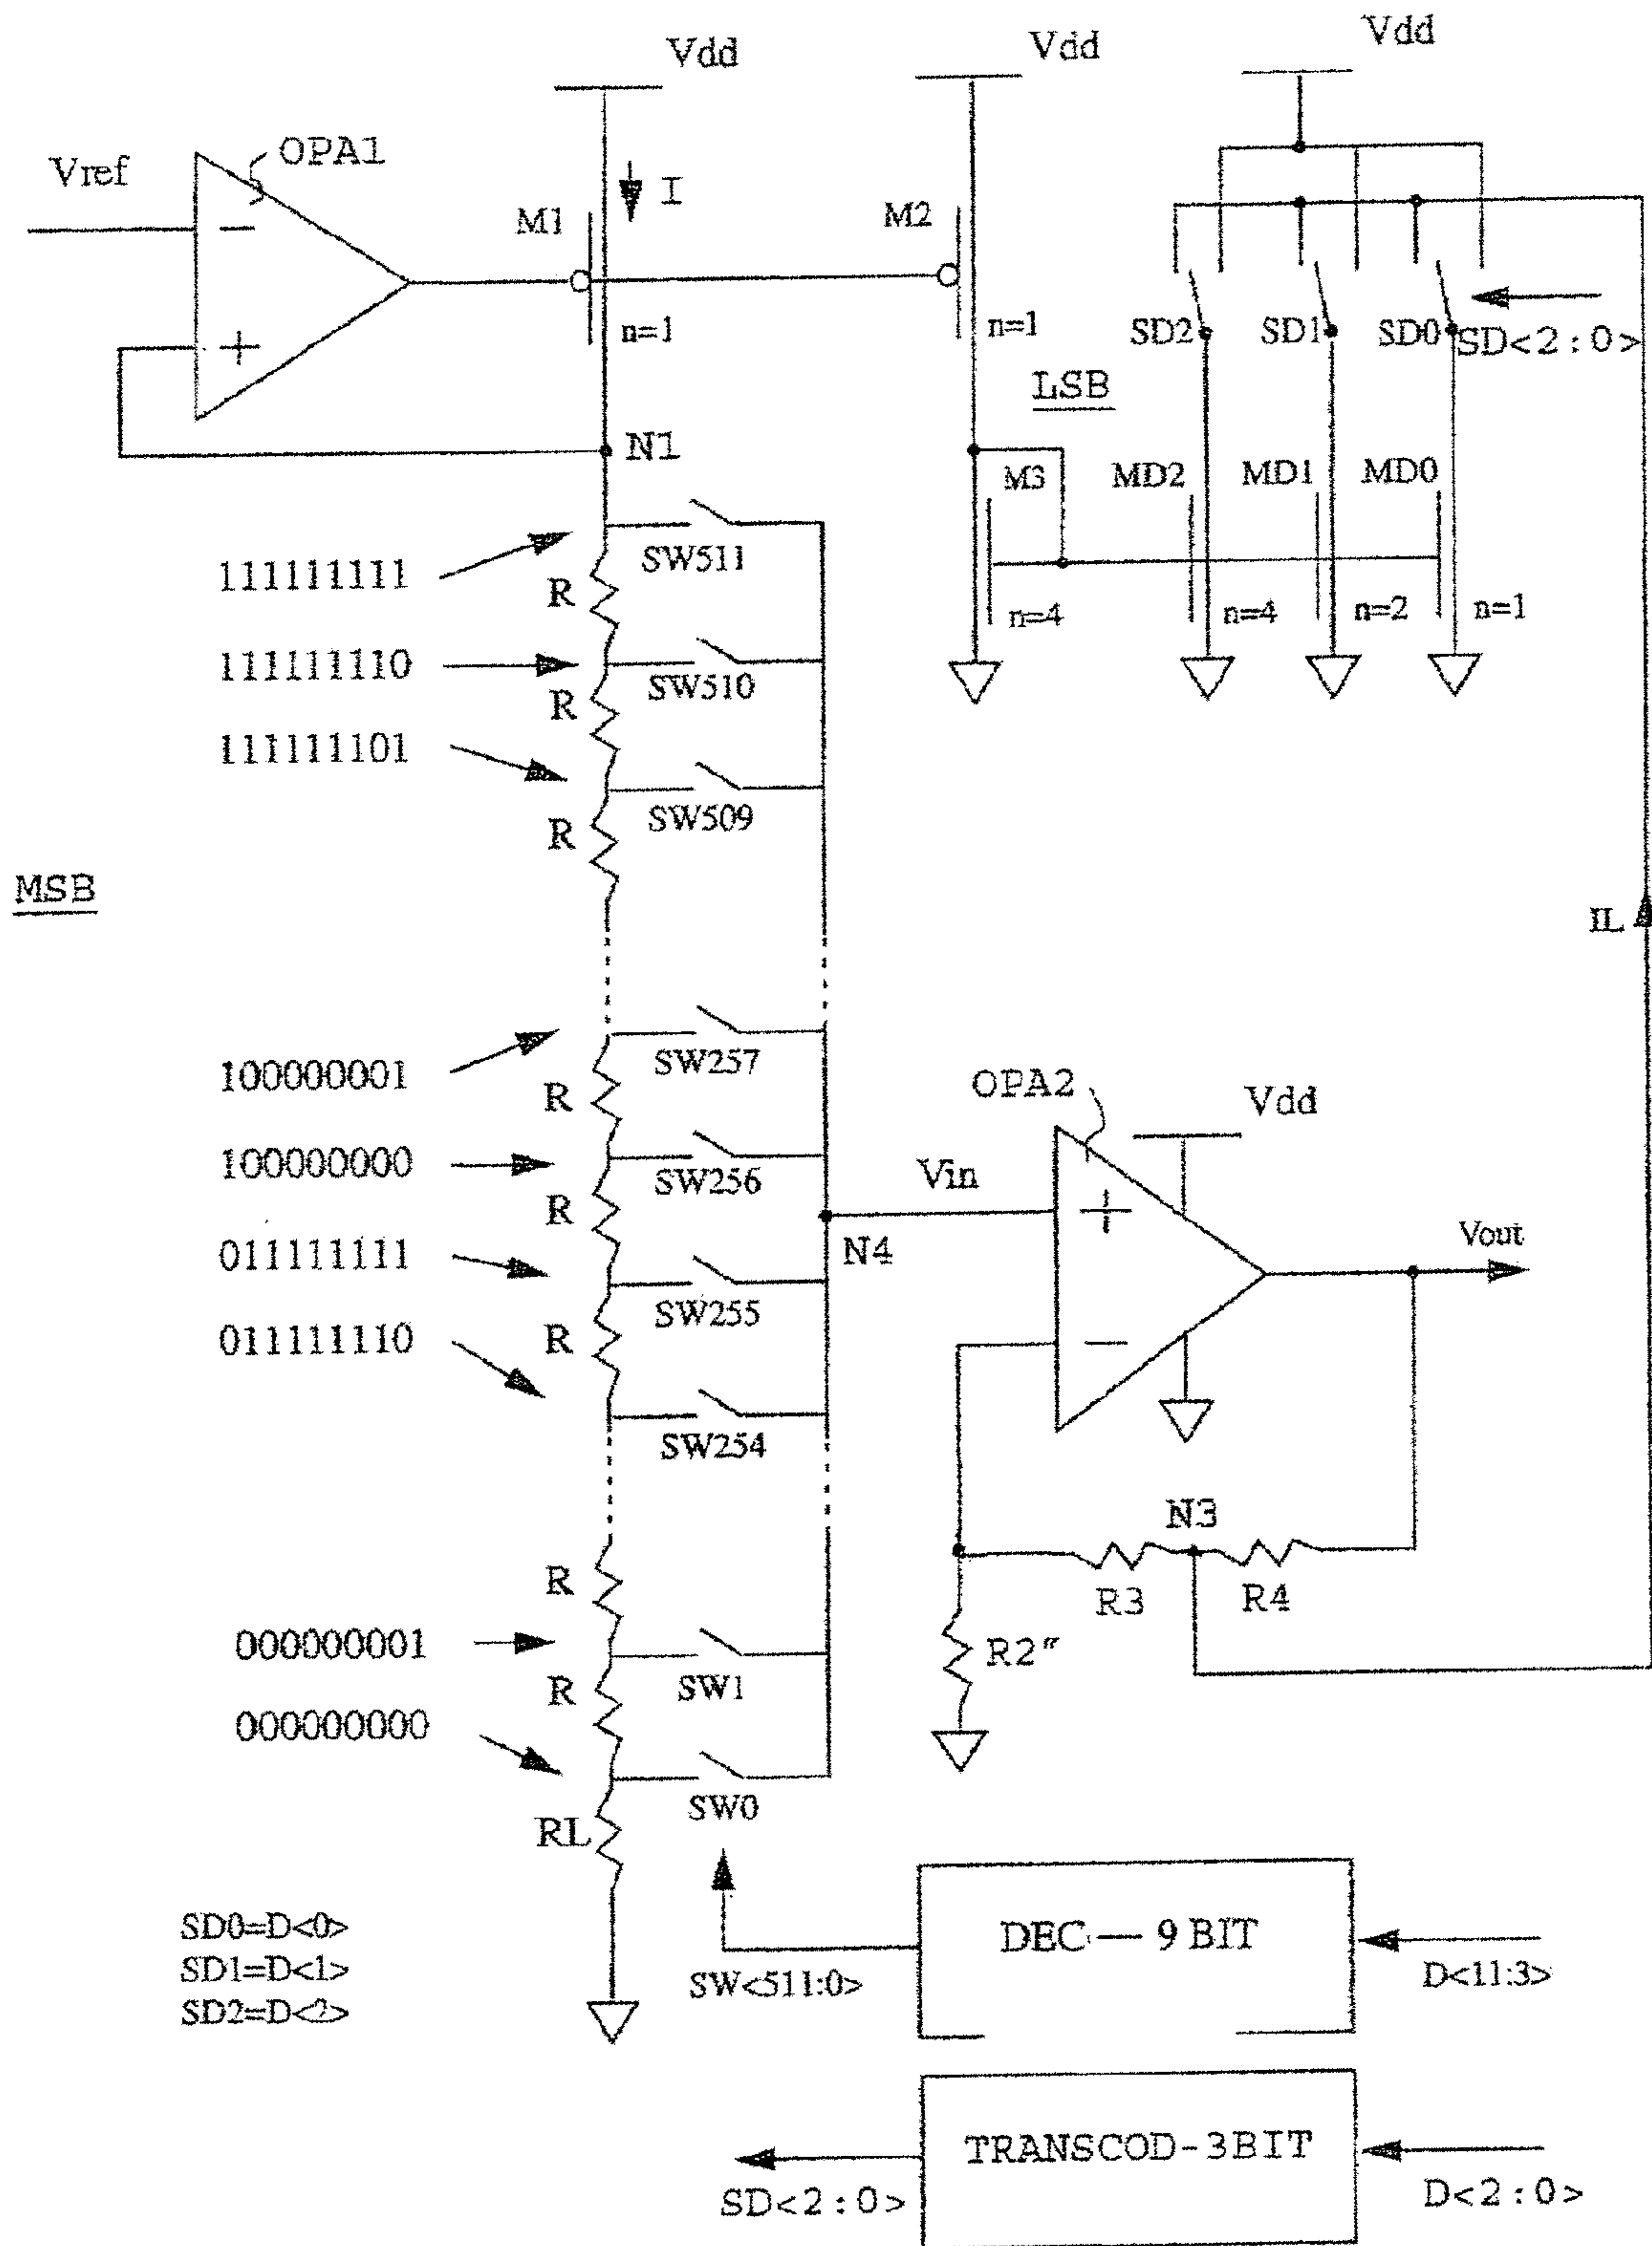 Vdd
Vdd
Vdd
Vref
OPA1
I
M1
M2
n=1
n=1
SD2
SD1
SD0
SD<2:0>
LSB
N1
M3
MD2
MD1
MD0
n=4
n=4
n=2
n=1
111111111
R
SW511
111111110
R
SW510
111111101
R
SW509
MSB
IL
100000001
R
SW257
100000000
R
SW256
011111111
R
SW255
011111110
SW254
OPA2
Vdd
Vin
N4
Vout
N3
R3
R4
R2"
R
000000001
R
SW1
000000000
SW0
RL
SD0=D<0>
SD1=D<1>
SD2=D<2>
DEC — 9 BIT
SW<511:0>
D<11:3>
TRANSCOD-3BIT
SD<2:0>
D<2:0>